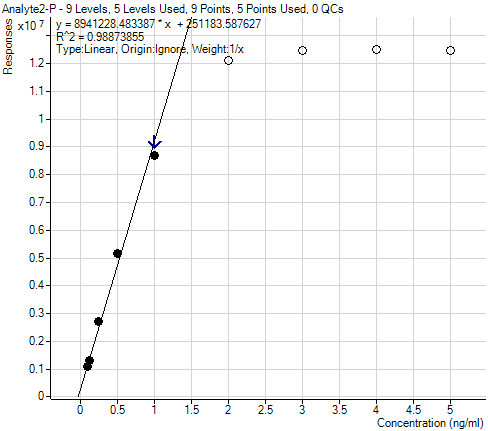 Analyte2-P - 9 Levels, 5 Levels Used, 9 Points, 5 Points Used, 0 QCs
Responses
x10 7
y = 8941228.483387 * x + 251183.587627
R^2 = 0.98873855
Type:Linear, Origin:Ignore, Weight:1/x
1.2
1.1
1
0.9
0.8
0.7
0.6
0.5
0.4
0.3
0.2
0.1
0
0 0.5 1 1.5 2 2.5 3 3.5 4 4.5 5
Concentration (ng/ml)